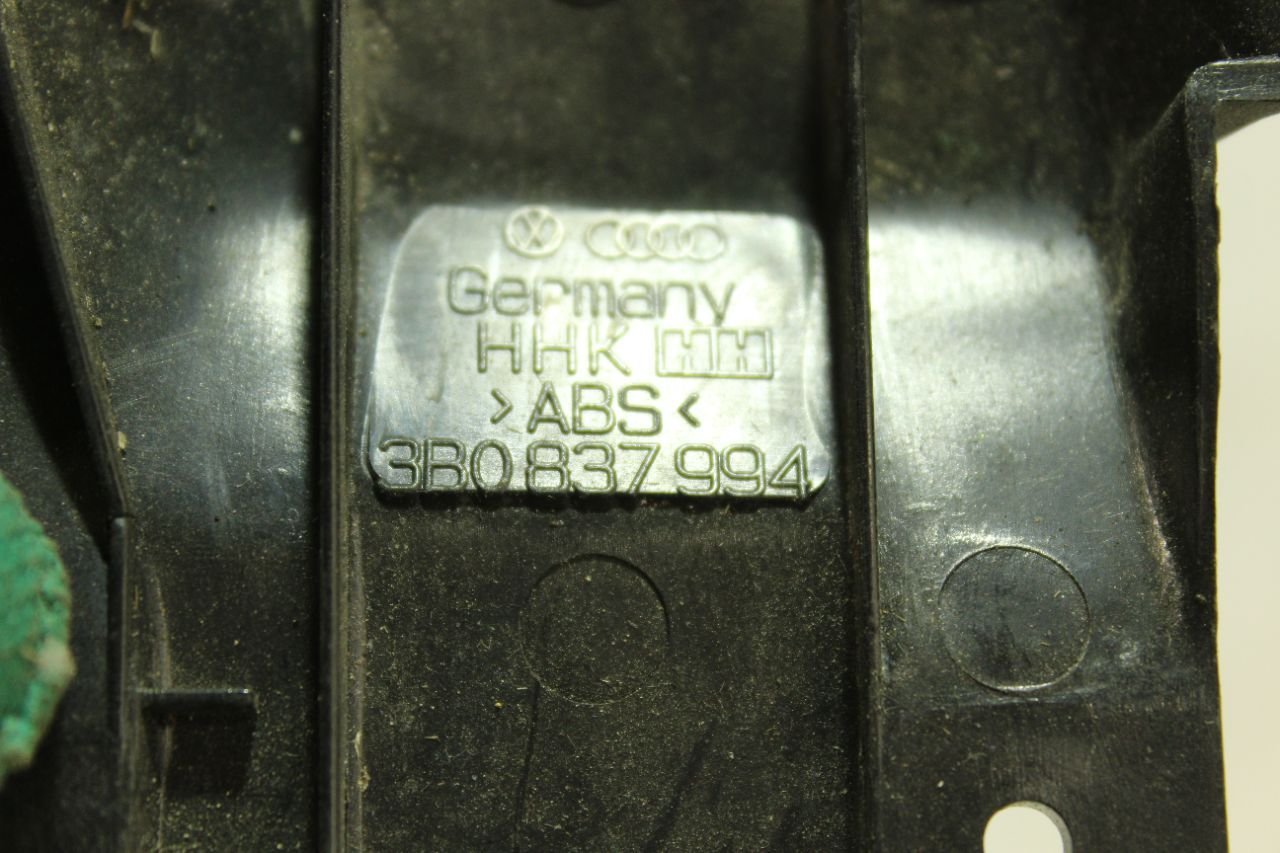 Germany
HHK
>ABS<
3B0 837 994